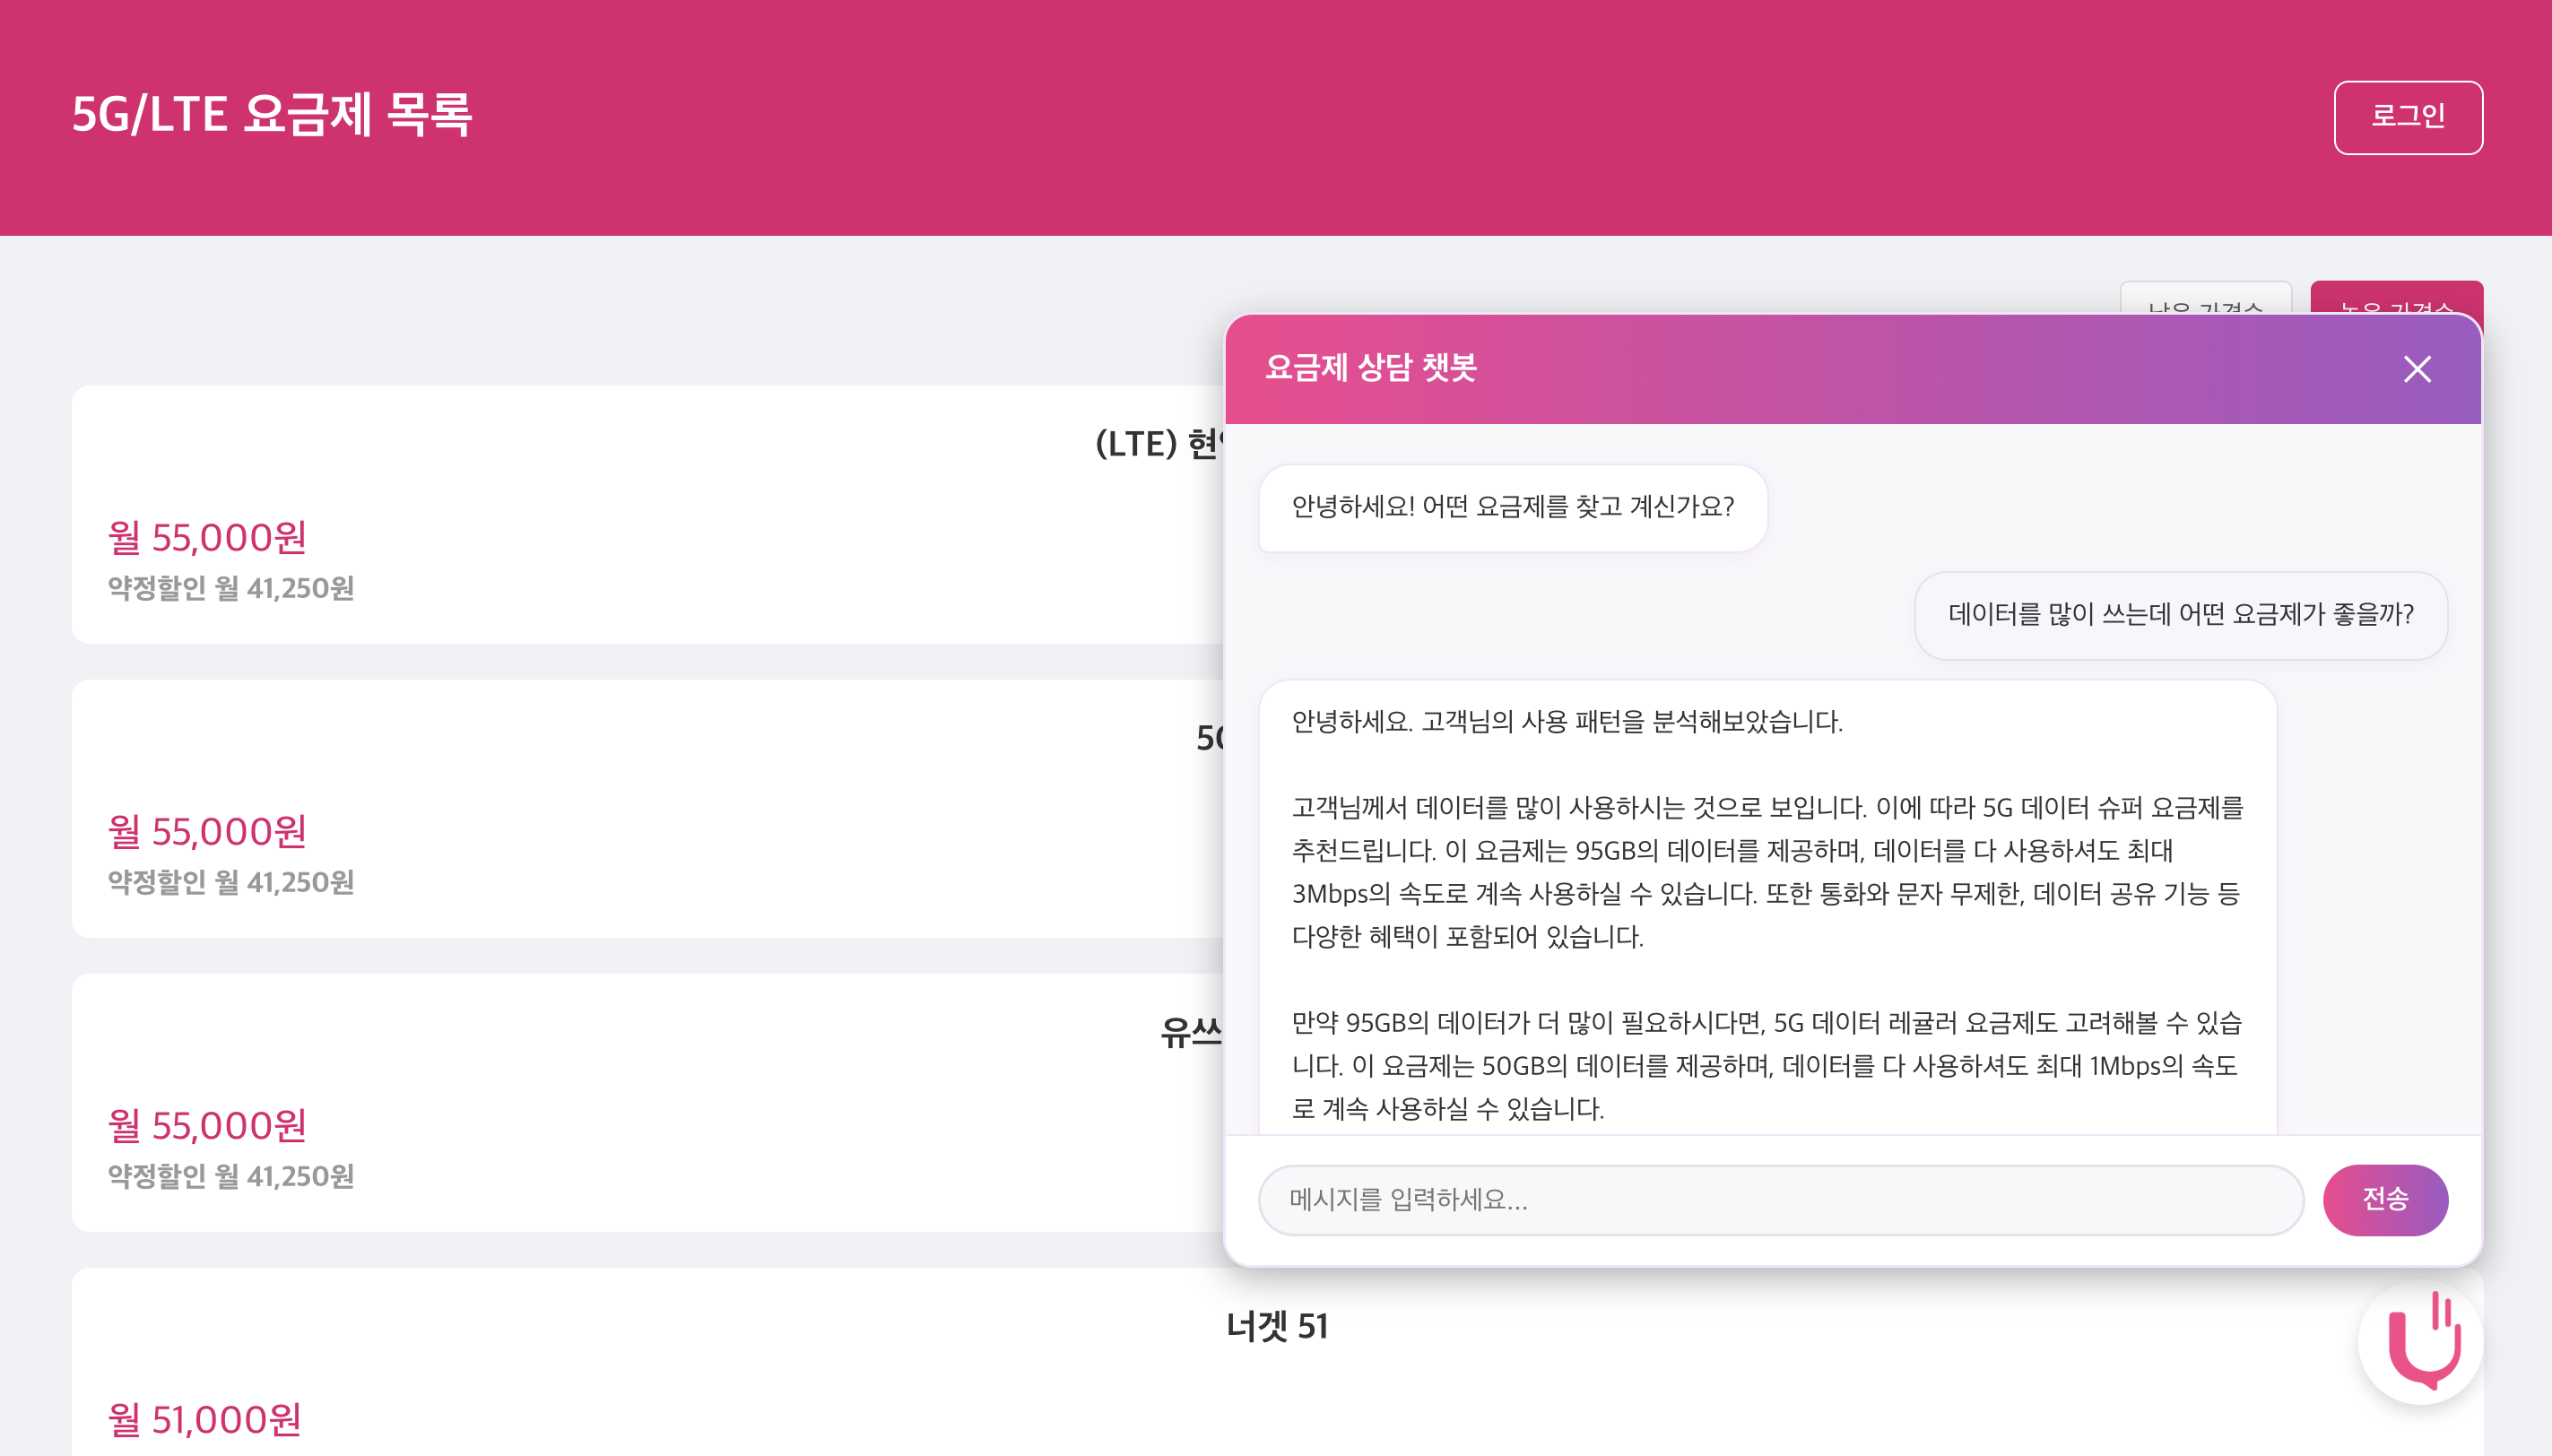 5G/LTE 요금제 목록
로그인
낮은 가격순
높은 가격순
(LTE) 현
월 55,000원
약정할인 월 41,250원
월 55,000원
약정할인 월 41,250원
유쓰
월 55,000원
약정할인 월 41,250원
너겟 51
월 51,000원
요금제 상담 챗봇
안녕하세요! 어떤 요금제를 찾고 계신가요?
데이터를 많이 쓰는데 어떤 요금제가 좋을까?
안녕하세요. 고객님의 사용 패턴을 분석해보았습니다.
고객님께서 데이터를 많이 사용하시는 것으로 보입니다. 이에 따라 5G 데이터 슈퍼 요금제를
추천드립니다. 이 요금제는 95GB의 데이터를 제공하며, 데이터를 다 사용하셔도 최대
3Mbps의 속도로 계속 사용하실 수 있습니다. 또한 통화와 문자 무제한, 데이터 공유 기능 등
다양한 혜택이 포함되어 있습니다.
만약 95GB의 데이터가 더 많이 필요하시다면, 5G 데이터 레귤러 요금제도 고려해볼 수 있습
니다. 이 요금제는 50GB의 데이터를 제공하며, 데이터를 다 사용하셔도 최대 1Mbps의 속도
로 계속 사용하실 수 있습니다.
메시지를 입력하세요...
전송